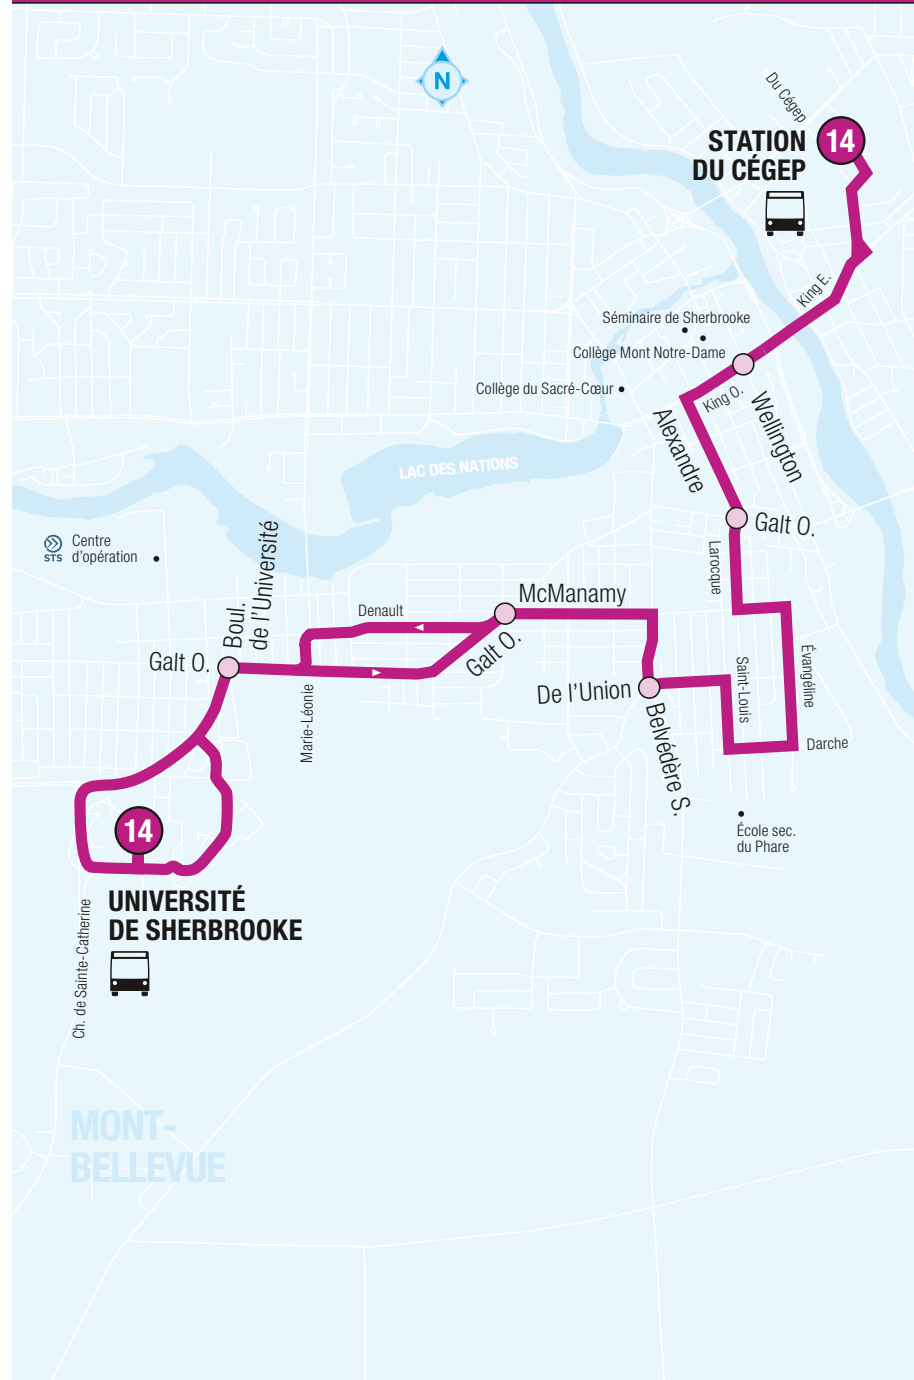 N
Du Cégep
STATION
DU CÉGEP
14
King E.
Séminaire de Sherbrooke
Collège Mont Notre-Dame
Collège du Sacré-Cœur
King O.
Wellington
Alexandre
LAC DES NATIONS
Galt O.
STS
Centre
d'opération
Boul.
de l'Université
Larocque
Denault
McManamy
Galt O.
Galt O.
Marie-Léonie
De l'Union
Belvédère S.
Saint-Louis
Évangéline
Darche
École sec.
du Phare
14
UNIVERSITÉ
DE SHERBROOKE
Ch. de Sainte-Catherine
MONT-
BELLEVUE